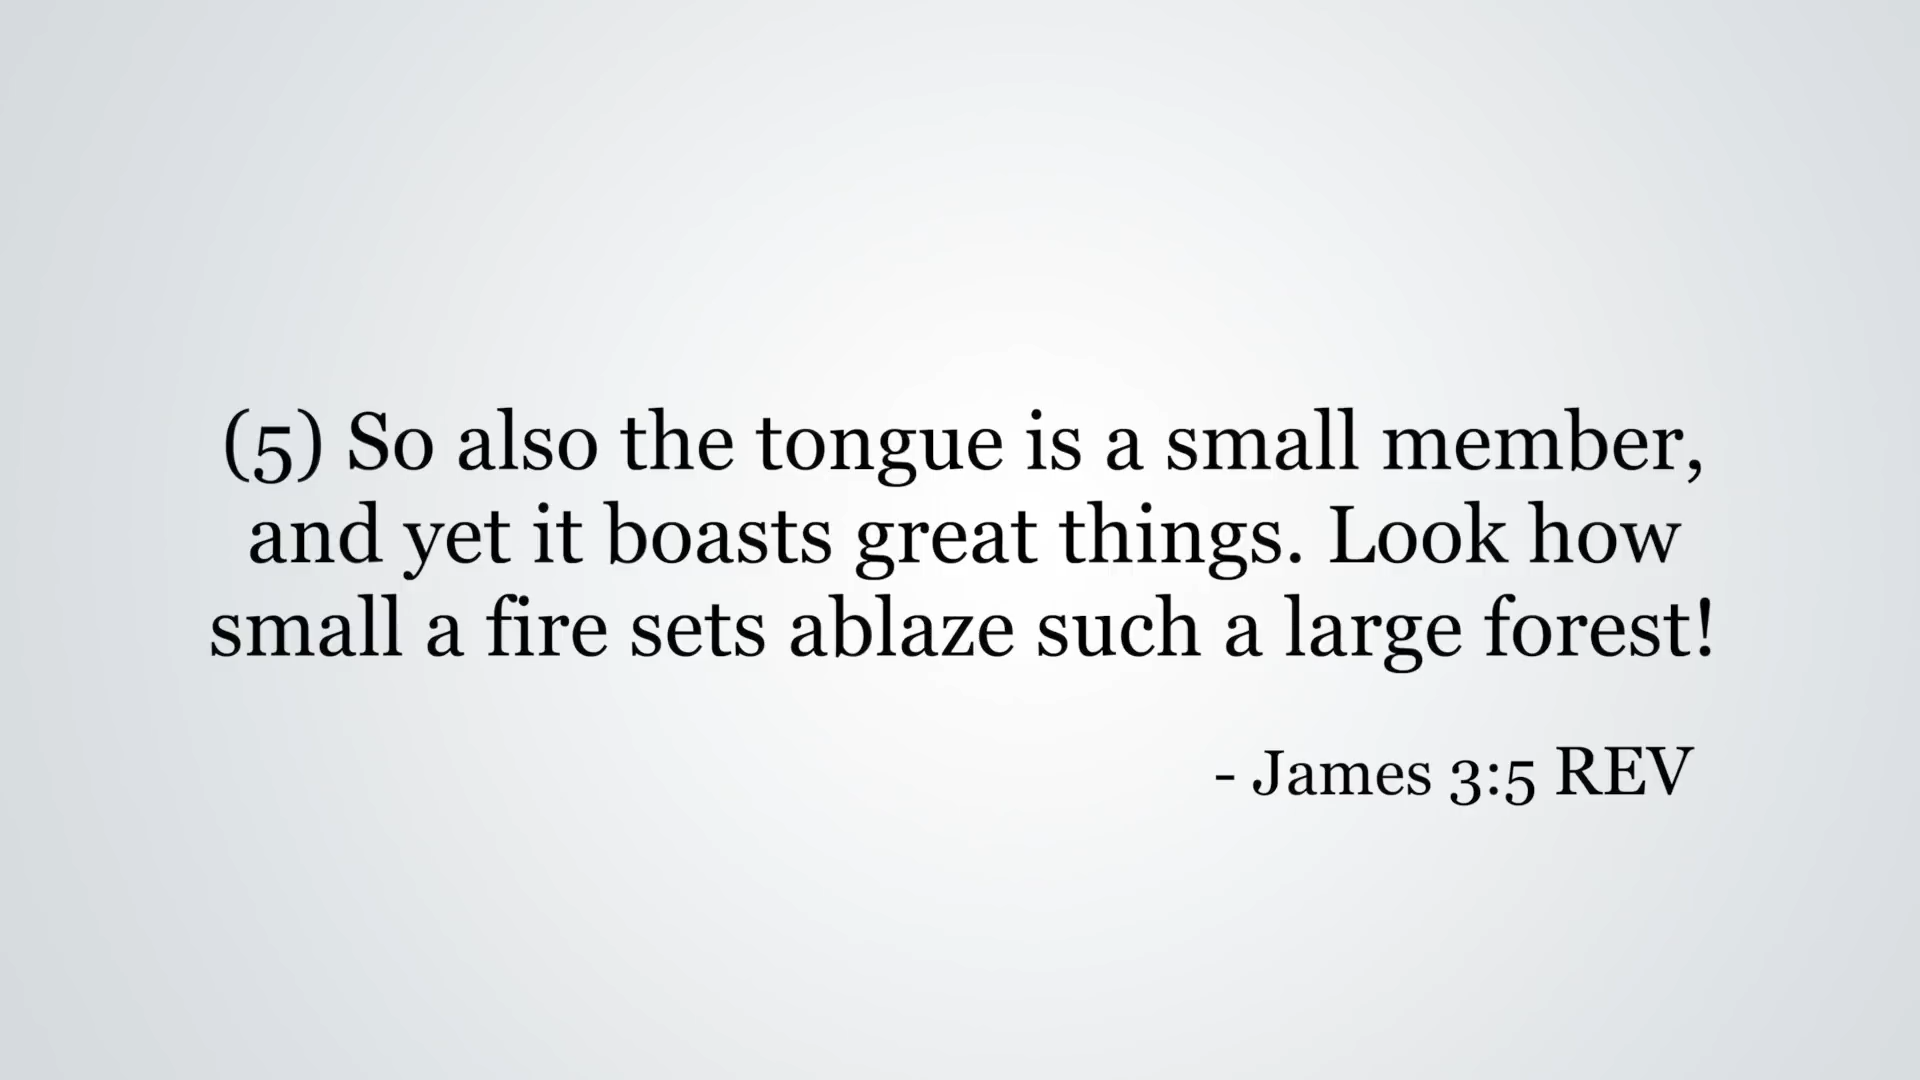 (5) So also the tongue is a small member,
and yet it boasts great things. Look how
small a fire sets ablaze such a large forest!
- James 3:5 REV